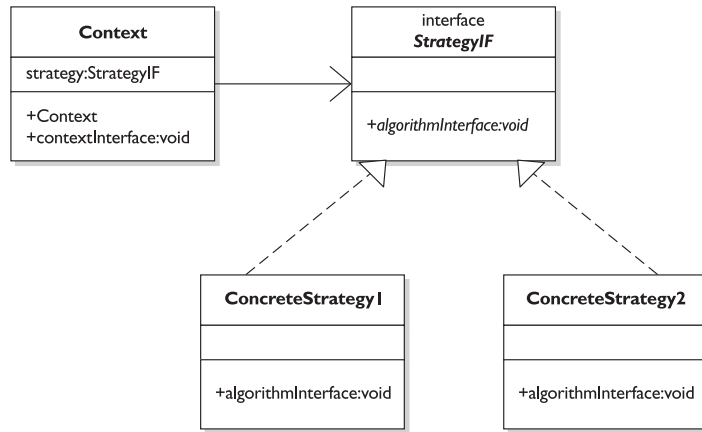 Context
strategy:StrategyIF
+Context
+contextInterface:void
interface
StrategyIF
+algorithmInterface:void
ConcreteStrategy1
+algorithmInterface:void
ConcreteStrategy2
+algorithmInterface:void